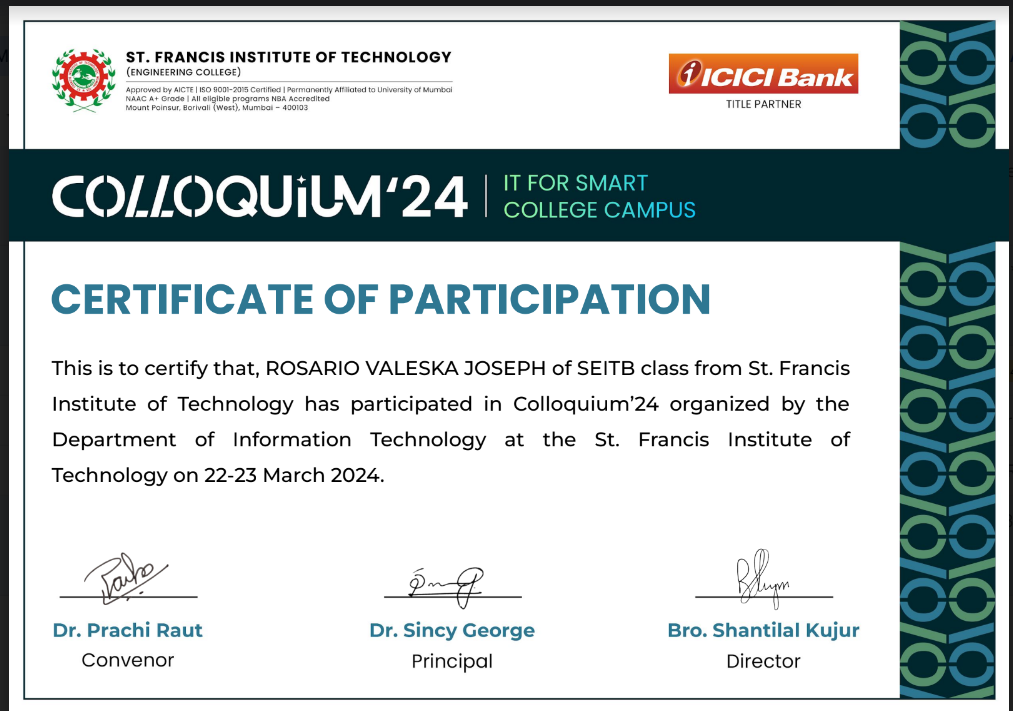 ST. FRANCIS INSTITUTE OF TECHNOLOGY
(ENGINEERING COLLEGE)
Approved by AICTE | ISO 9001-2015 Certified | Permanently Affiliated to University of Mumbai
NAAC A+ Grade | All eligible programs NBA Accredited
Mount Poinsur, Borivali (West), Mumbai – 400103
ICICI Bank
TITLE PARTNER
COLLOQUiUM‘24
IT FOR SMART
COLLEGE CAMPUS
CERTIFICATE OF PARTICIPATION
This is to certify that, ROSARIO VALESKA JOSEPH of SEITB class from St. Francis
Institute of Technology has participated in Colloquium’24 organized by the
Department of Information Technology at the St. Francis Institute of
Technology on 22-23 March 2024.
Dr. Prachi Raut
Convenor
Dr. Sincy George
Principal
Bro. Shantilal Kujur
Director